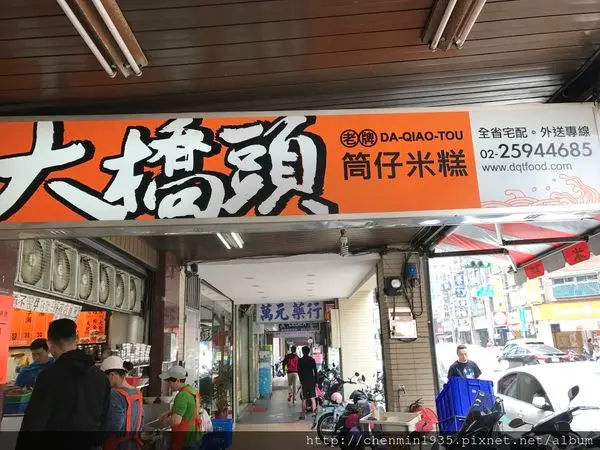 大橋頭
老牌 DA-QIAO-TOU
筒仔米糕
全省宅配。外送專線
02-25944685
www.dqtfood.com
萬元藥行
http://chenmin1935.pixnet.net/album